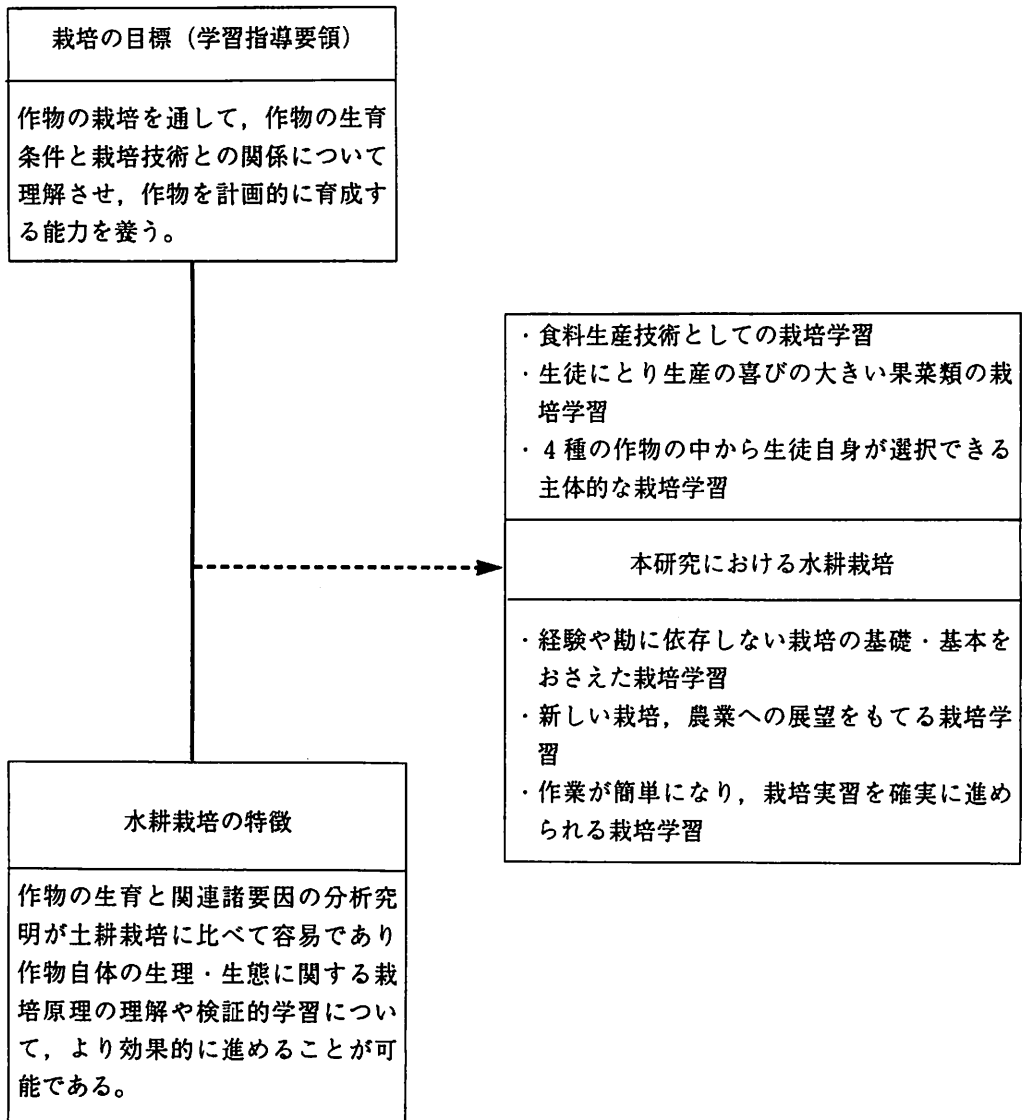 栽培の目標（学習指導要領）
作物の栽培を通して，作物の生育
条件と栽培技術との関係について
理解させ，作物を計画的に育成す
る能力を養う。
・食料生産技術としての栽培学習
・生徒にとり生産の喜びの大きい果菜類の栽
培学習
・4種の作物の中から生徒自身が選択できる
主体的な栽培学習
本研究における水耕栽培
・経験や勘に依存しない栽培の基礎・基本を
おさえた栽培学習
・新しい栽培，農業への展望をもてる栽培学
習
・作業が簡単になり，栽培実習を確実に進め
られる栽培学習
水耕栽培の特徴
作物の生育と関連諸要因の分析究
明が土耕栽培に比べて容易であり
作物自体の生理・生態に関する栽
培原理の理解や検証的学習につい
て，より効果的に進めることが可
能である。